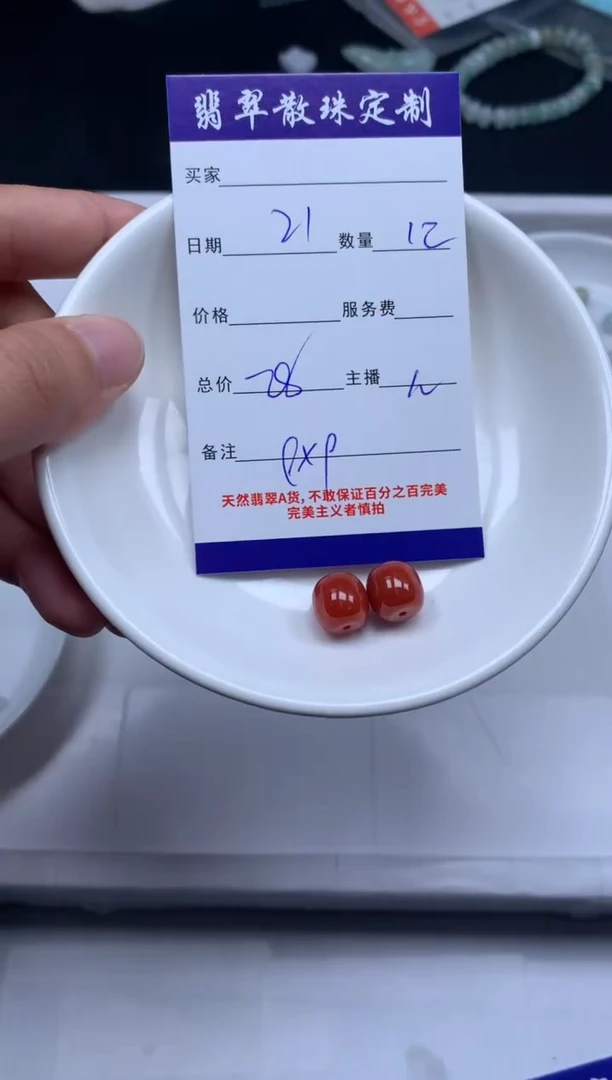 翡翠散珠定制
买家
日期 21 数量 12
价格 服务费
总价 28 主播 h
备注 pxp
天然翡翠A货,不敢保证百分之百完美
完美主义者慎拍